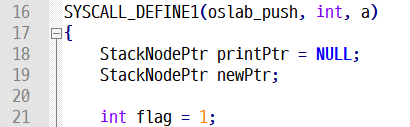 16 SYSCALL_DEFINE1(oslab_push, int, a)
17 {
18 StackNodePtr printPtr = NULL;
19 StackNodePtr newPtr;
20
21 int flag = 1;